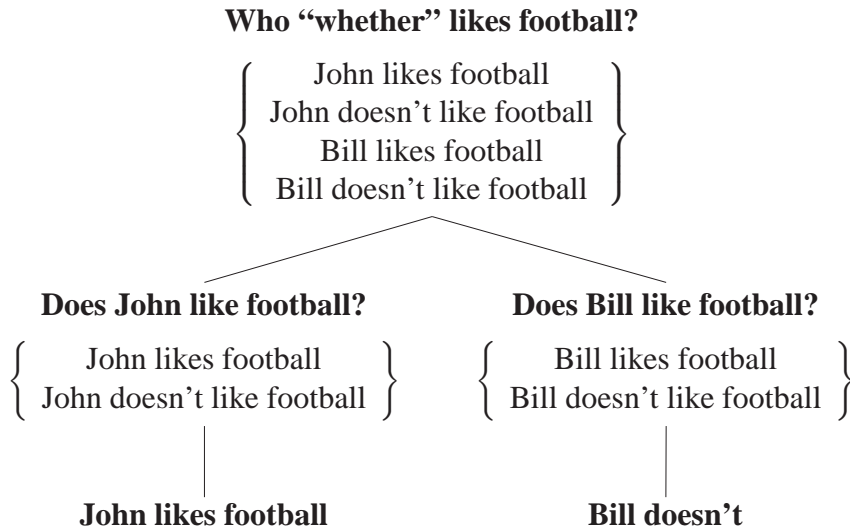 Who “whether” likes football?
John likes football
John doesn’t like football
Bill likes football
Bill doesn’t like football
Does John like football?
Does Bill like football?
John likes football
John doesn’t like football
Bill likes football
Bill doesn’t like football
John likes football
Bill doesn’t